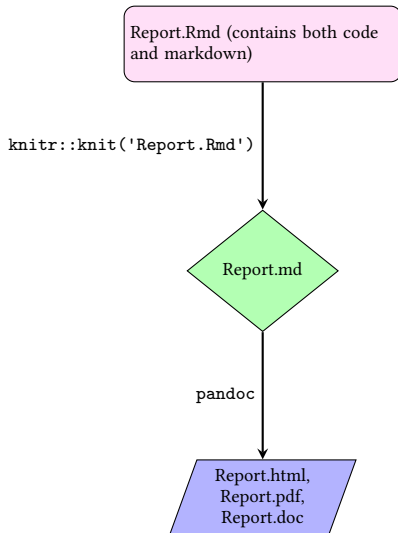 Report.Rmd (contains both code
and markdown)
knitr::knit('Report.Rmd')
Report.md
pandoc
Report.html,
Report.pdf,
Report.doc